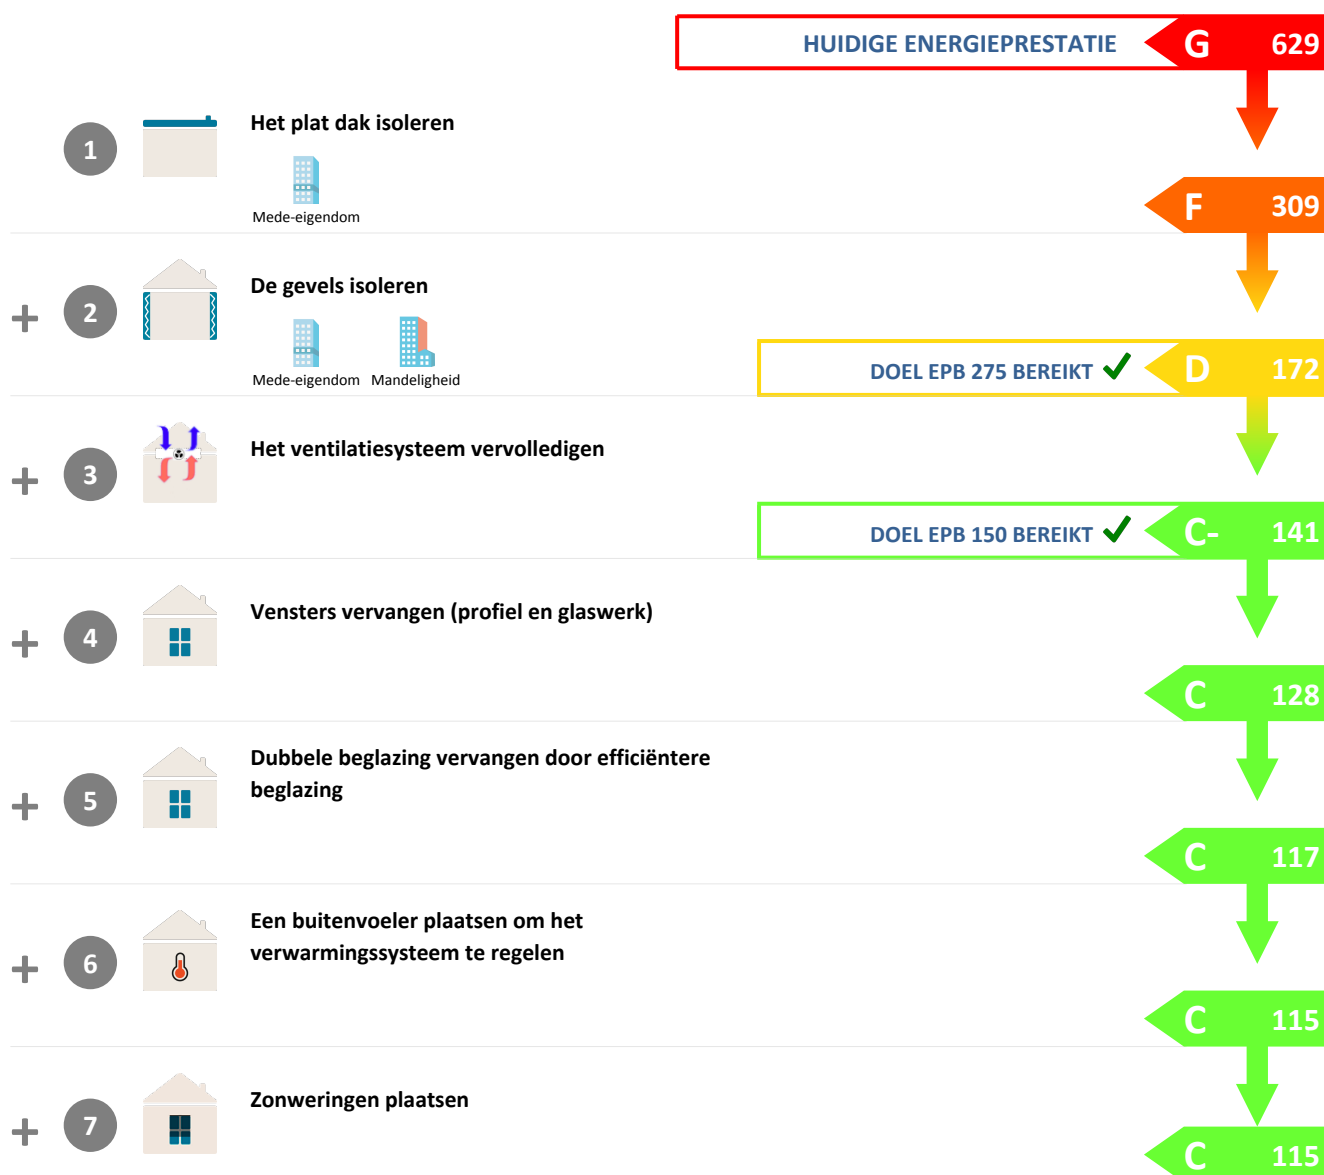 HUIDIGE ENERGIEPRESTATIE G 629
1 Het plat dak isoleren
Mede-eigendom
F 309
+ 2 De gevels isoleren
Mede-eigendom Mandeligheid
DOEL EPB 275 BEREIKT ✓ D 172
+ 3 Het ventilatiesysteem vervolledigen
DOEL EPB 150 BEREIKT ✓ C- 141
+ 4 Vensters vervangen (profiel en glaswerk)
C 128
+ 5 Dubbele beglazing vervangen door efficiëntere
beglazing
C 117
+ 6 Een buitenvoeler plaatsen om het
verwarmingssysteem te regelen
C 115
+ 7 Zonweringen plaatsen
C 115